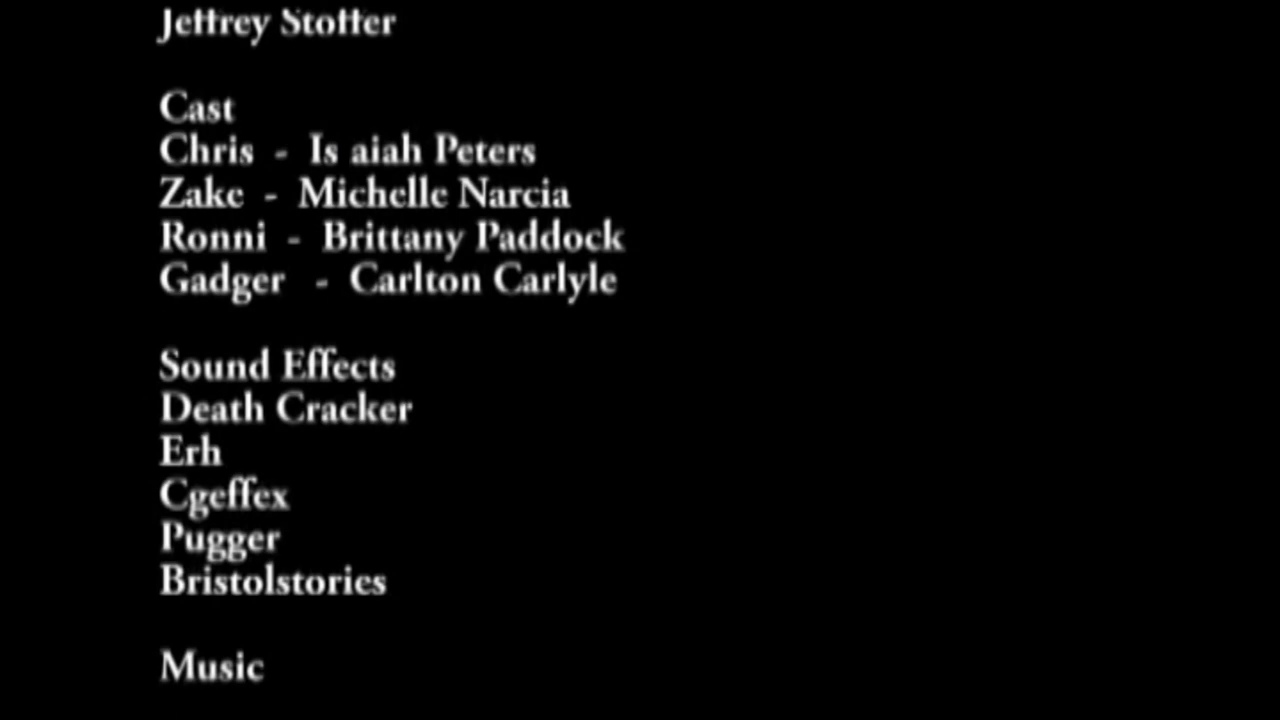 Jeffrey Stoffer
Cast
Chris - Is aiah Peters
Zake - Michelle Narcia
Ronni - Brittany Paddock
Gadger - Carlton Carlyle
Sound Effects
Death Cracker
Erh
Cgeffex
Pugger
Bristolstories
Music